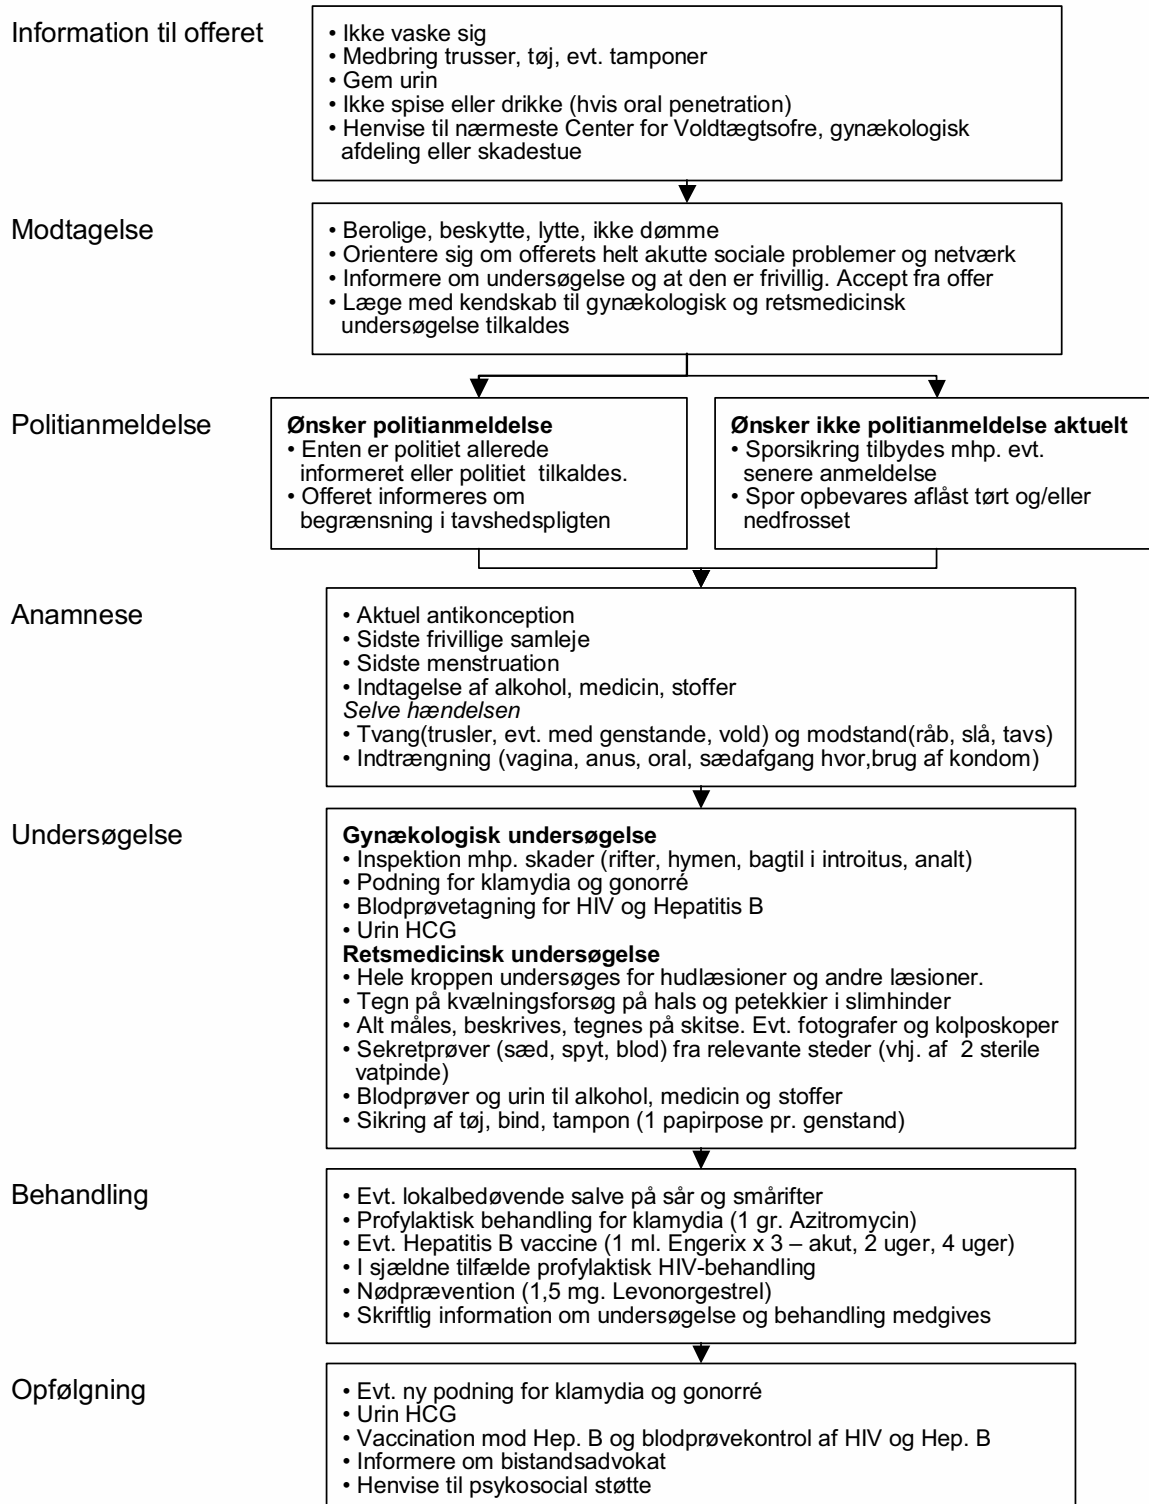 Information til offeret
• Ikke vaske sig
• Medbring trusser, tøj, evt. tamponer
• Gem urin
• Ikke spise eller drikke (hvis oral penetration)
• Henvise til nærmeste Center for Voldtægtsofre, gynækologisk
afdeling eller skadestue
Modtagelse
• Berolige, beskytte, lytte, ikke dømme
• Orientere sig om offerets helt akutte sociale problemer og netværk
• Informere om undersøgelse og at den er frivillig. Accept fra offer
• Læge med kendskab til gynækologisk og retsmedicinsk
undersøgelse tilkaldes
Politianmeldelse
Ønsker politianmeldelse
• Enten er politiet allerede
informeret eller politiet tilkaldes.
• Offeret informeres om
begrænsning i tavshedspligten
Ønsker ikke politianmeldelse aktuelt
• Sporsikring tilbydes mhp. evt.
senere anmeldelse
• Spor opbevares aflåst tørt og/eller
nedfrosset
Anamnese
• Aktuel antikonception
• Sidste frivillige samleje
• Sidste menstruation
• Indtagelse af alkohol, medicin, stoffer
Selve hændelsen
• Tvang(trusler, evt. med genstande, vold) og modstand(råb, slå, tavs)
• Indtrængning (vagina, anus, oral, sædafgang hvor,brug af kondom)
Undersøgelse
Gynækologisk undersøgelse
• Inspektion mhp. skader (rifter, hymen, bagtil i introitus, analt)
• Podning for klamydia og gonorré
• Blodprøvetagning for HIV og Hepatitis B
• Urin HCG
Retsmedicinsk undersøgelse
• Hele kroppen undersøges for hudlæsioner og andre læsioner.
• Tegn på kvælningsforsøg på hals og petekkier i slimhinder
• Alt måles, beskrives, tegnes på skitse. Evt. fotografer og kolposkoper
• Sekretprøver (sæd, spyt, blod) fra relevante steder (vhj. af 2 sterile
vatpinde)
• Blodprøver og urin til alkohol, medicin og stoffer
• Sikring af tøj, bind, tampon (1 papirpose pr. genstand)
Behandling
• Evt. lokalbedøvende salve på sår og smårifter
• Profylaktisk behandling for klamydia (1 gr. Azitromycin)
• Evt. Hepatitis B vaccine (1 ml. Engerix x 3 – akut, 2 uger, 4 uger)
• I sjældne tilfælde profylaktisk HIV-behandling
• Nødprævention (1,5 mg. Levonorgestrel)
• Skriftlig information om undersøgelse og behandling medgives
Opfølgning
• Evt. ny podning for klamydia og gonorré
• Urin HCG
• Vaccination mod Hep. B og blodprøvekontrol af HIV og Hep. B
• Informere om bistandsadvokat
• Henvise til psykosocial støtte